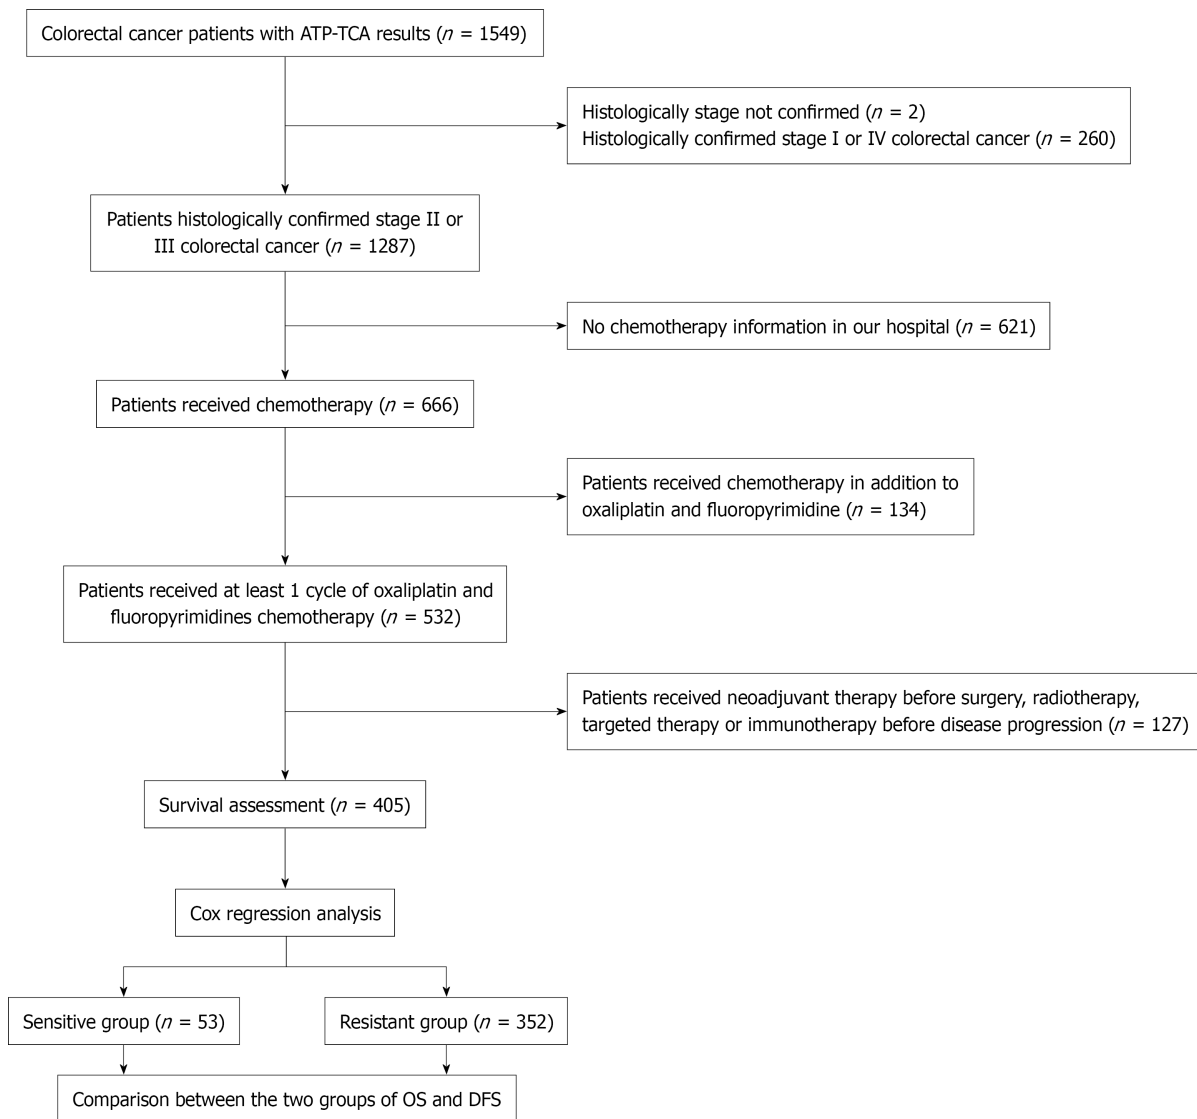 Colorectal cancer patients with ATP-TCA results (n = 1549)
Histologically stage not confirmed (n = 2)
Histologically confirmed stage I or IV colorectal cancer (n = 260)
Patients histologically confirmed stage II or
III colorectal cancer (n = 1287)
No chemotherapy information in our hospital (n = 621)
Patients received chemotherapy (n = 666)
Patients received chemotherapy in addition to
oxaliplatin and fluoropyrimidine (n = 134)
Patients received at least 1 cycle of oxaliplatin and
fluoropyrimidines chemotherapy (n = 532)
Patients received neoadjuvant therapy before surgery, radiotherapy,
targeted therapy or immunotherapy before disease progression (n = 127)
Survival assessment (n = 405)
Cox regression analysis
Sensitive group (n = 53)
Resistant group (n = 352)
Comparison between the two groups of OS and DFS